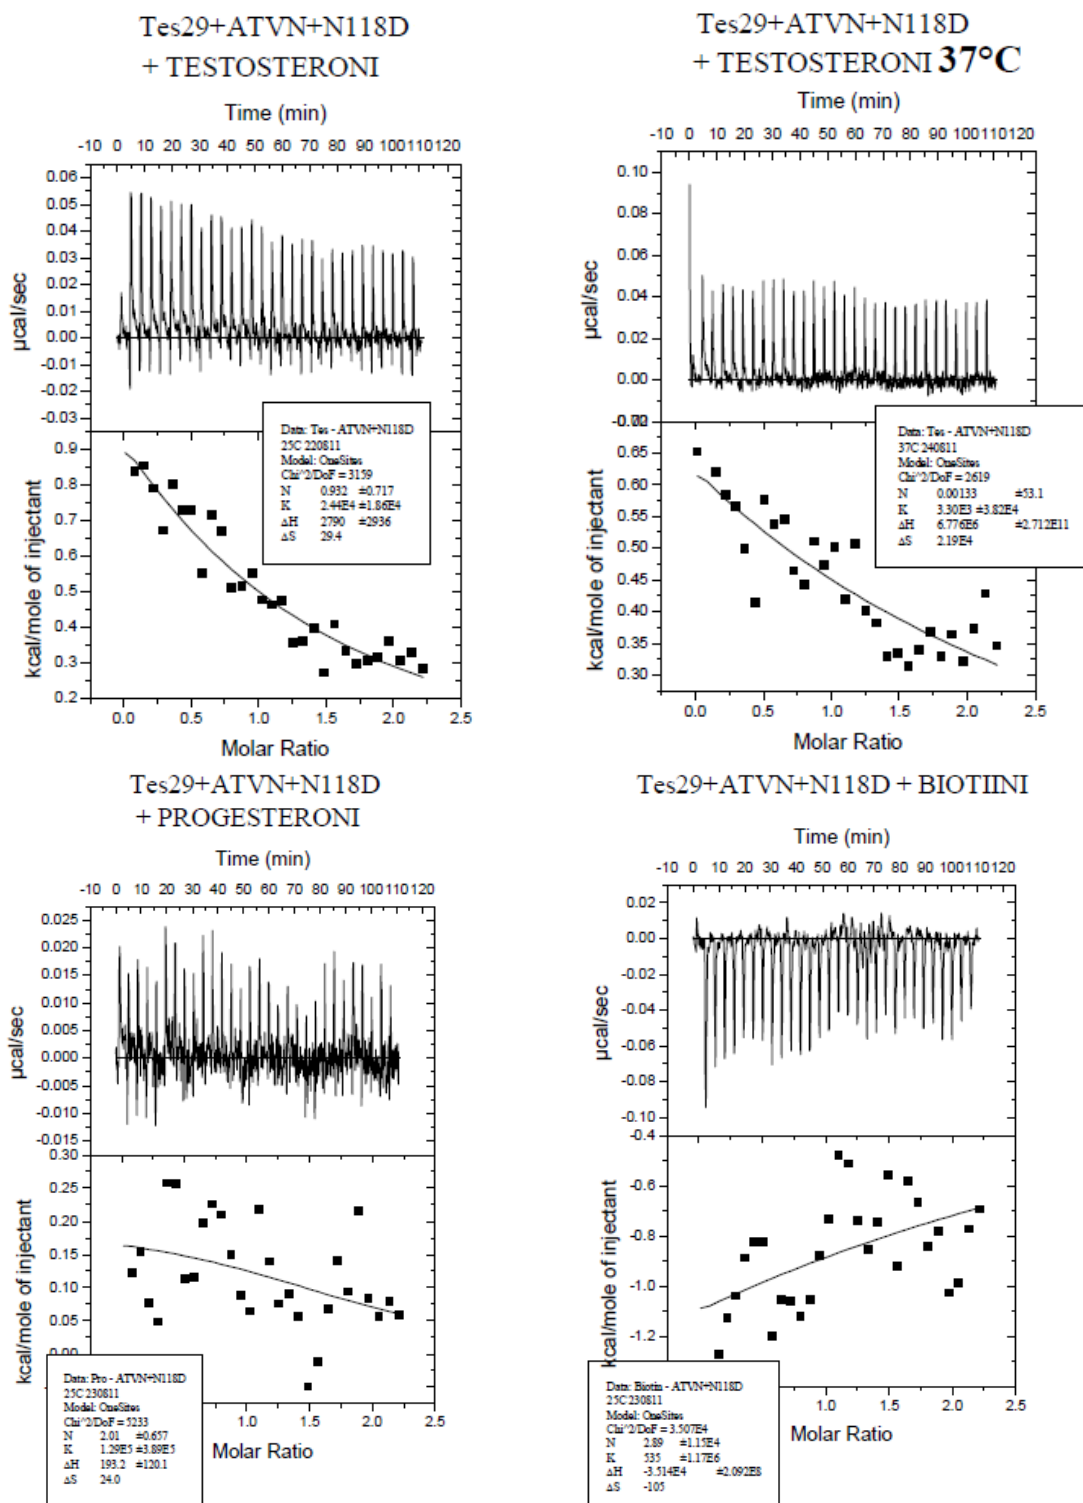 Tes29+ATVN+N118D
+ TESTOSTERONI
Time (min)
-10 0 10 20 30 40 50 60 70 80 90 100 110 120
0.06
0.05
0.04
0.03
0.02
0.01
0.00
-0.01
-0.02
-0.03
µcal/sec
Data: Tes - ATVN+N118D
25C 220811
Model: OneSites
Chi^2/DoF = 3159
N 0.932 ±0.717
K 2.44E4 ±1.86E4
ΔH 2790 ±2936
ΔS 29.4
0.9
0.8
0.7
0.6
0.5
0.4
0.3
0.2
kcal/mole of injectant
0.0 0.5 1.0 1.5 2.0 2.5
Molar Ratio
Tes29+ATVN+N118D
+ TESTOSTERONI 37°C
Time (min)
-10 0 10 20 30 40 50 60 70 80 90 100 110 120
0.10
0.08
0.06
0.04
0.02
0.00
µcal/sec
Data: Tes - ATVN+N118D
37C 240811
Model: OneSites
Chi^2/DoF = 2619
N 0.00133 ±53.1
K 3.30E3 ±3.82E4
ΔH 6.776E6 ±2.712E11
ΔS 2.19E4
0.65
0.60
0.55
0.50
0.45
0.40
0.35
0.30
kcal/mole of injectant
0.0 0.5 1.0 1.5 2.0 2.5
Molar Ratio
Tes29+ATVN+N118D
+ PROGESTERONI
Time (min)
-10 0 10 20 30 40 50 60 70 80 90 100 110 120
0.025
0.020
0.015
0.010
0.005
0.000
-0.005
-0.010
-0.015
µcal/sec
0.30
0.25
0.20
0.15
0.10
0.05
kcal/mole of injectant
Data: Pro - ATVN+N118D
25C 230811
Model: OneSites
Chi^2/DoF = 5233
N 2.01 ±0.657
K 1.29E5 ±3.89E5
ΔH 193.2 ±120.1
ΔS 24.0
1.0 1.5 2.0 2.5
Molar Ratio
Tes29+ATVN+N118D + BIOTIINI
Time (min)
-10 0 10 20 30 40 50 60 70 80 90 100 110 120
0.02
0.00
-0.02
-0.04
-0.06
-0.08
-0.10
µcal/sec
-0.4
-0.6
-0.8
-1.0
-1.2
kcal/mole of injectant
Data: Biotin - ATVN+N118D
25C 230811
Model: OneSites
Chi^2/DoF = 3.507E4
N 2.89 ±1.15E4
K 535 ±1.17E6
ΔH -3.514E4 ±2.092E8
ΔS -105
1.0 1.5 2.0 2.5
Molar Ratio